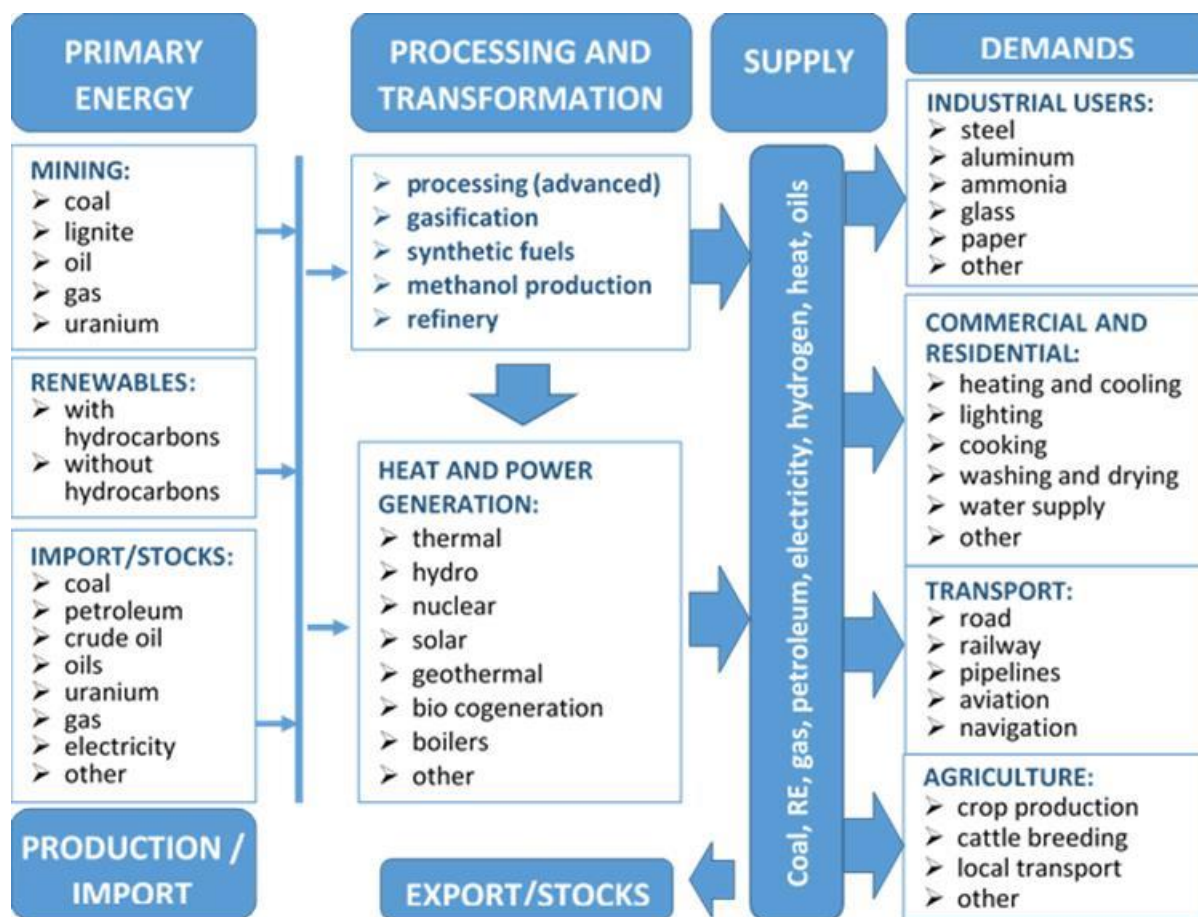 PRIMARY
ENERGY
MINING:
➢ coal
➢ lignite
➢ oil
➢ gas
➢ uranium
RENEWABLES:
➢ with
hydrocarbons
➢ without
hydrocarbons
IMPORT/STOCKS:
➢ coal
➢ petroleum
➢ crude oil
➢ oils
➢ uranium
➢ gas
➢ electricity
➢ other
PRODUCTION /
IMPORT
PROCESSING AND
TRANSFORMATION
➢ processing (advanced)
➢ gasification
➢ synthetic fuels
➢ methanol production
➢ refinery
HEAT AND POWER
GENERATION:
➢ thermal
➢ hydro
➢ nuclear
➢ solar
➢ geothermal
➢ bio cogeneration
➢ boilers
➢ other
EXPORT/STOCKS
SUPPLY
Coal, RE, gas, petroleum, electricity, hydrogen, heat, oils
DEMANDS
INDUSTRIAL USERS:
➢ steel
➢ aluminum
➢ ammonia
➢ glass
➢ paper
➢ other
COMMERCIAL AND
RESIDENTIAL:
➢ heating and cooling
➢ lighting
➢ cooking
➢ washing and drying
➢ water supply
➢ other
TRANSPORT:
➢ road
➢ railway
➢ pipelines
➢ aviation
➢ navigation
AGRICULTURE:
➢ crop production
➢ cattle breeding
➢ local transport
➢ other